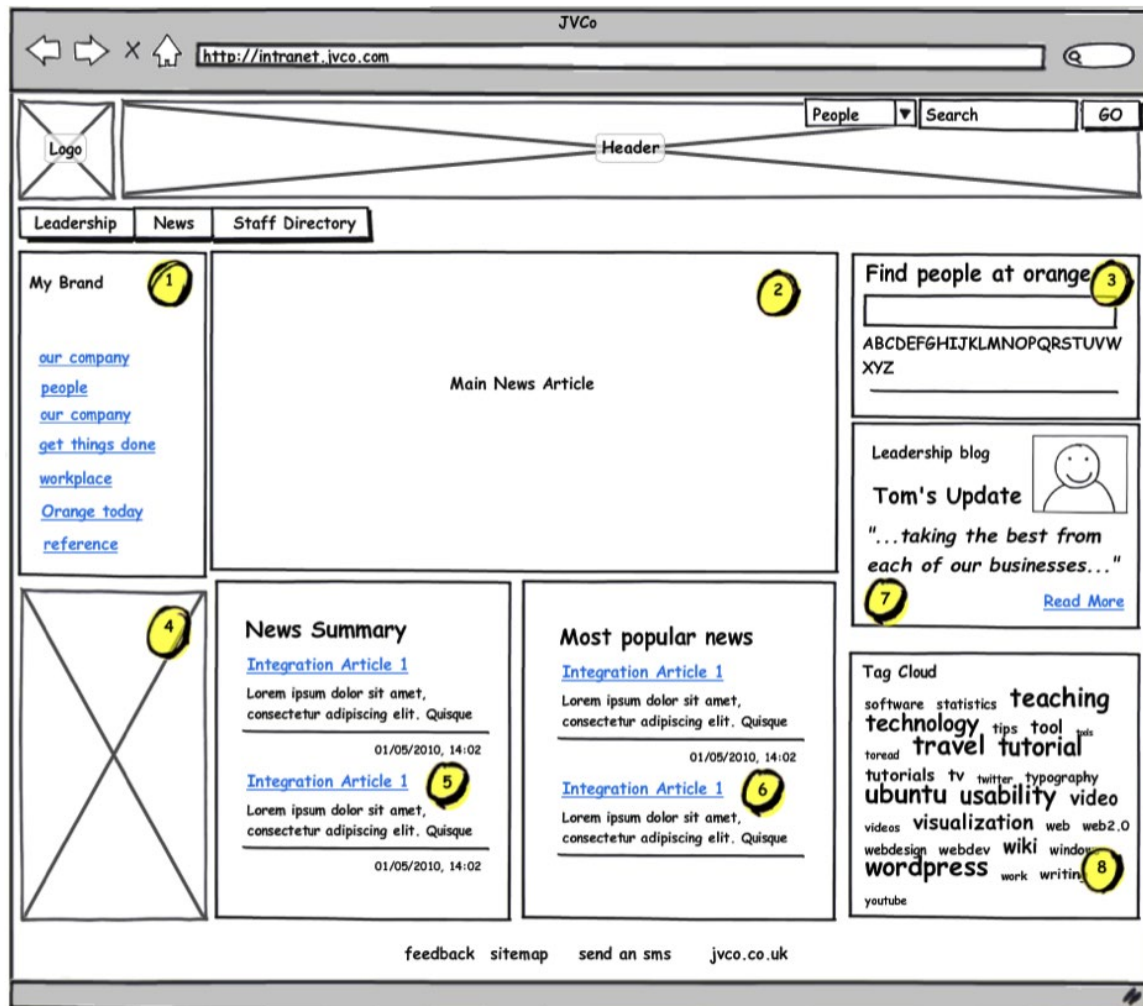 JVCo
http://intranet.jvco.com
People
Search
GO
Logo
Header
Leadership
News
Staff Directory
My Brand
1
our company
people
our company
get things done
workplace
Orange today
reference
2
Main News Article
3
Find people at orange
ABCDEFGHIJKLMNOPQRSTUVW
XYZ
Leadership blog
Tom's Update
"...taking the best from
each of our businesses..."
7
Read More
4
News Summary
Integration Article 1
Lorem ipsum dolor sit amet,
consectetur adipiscing elit. Quisque
01/05/2010, 14:02
Integration Article 1
5
Lorem ipsum dolor sit amet,
consectetur adipiscing elit. Quisque
01/05/2010, 14:02
Most popular news
Integration Article 1
Lorem ipsum dolor sit amet,
consectetur adipiscing elit. Quisque
01/05/2010, 14:02
Integration Article 1
6
Lorem ipsum dolor sit amet,
consectetur adipiscing elit. Quisque
Tag Cloud
software statistics teaching
technology tips tool tools
toread travel tutorial
tutorials tv twitter typography
ubuntu usability video
videos visualization web web2.0
webdesign webdev wiki window
wordpress work writing
8
youtube
feedback sitemap send an sms jvco.co.uk